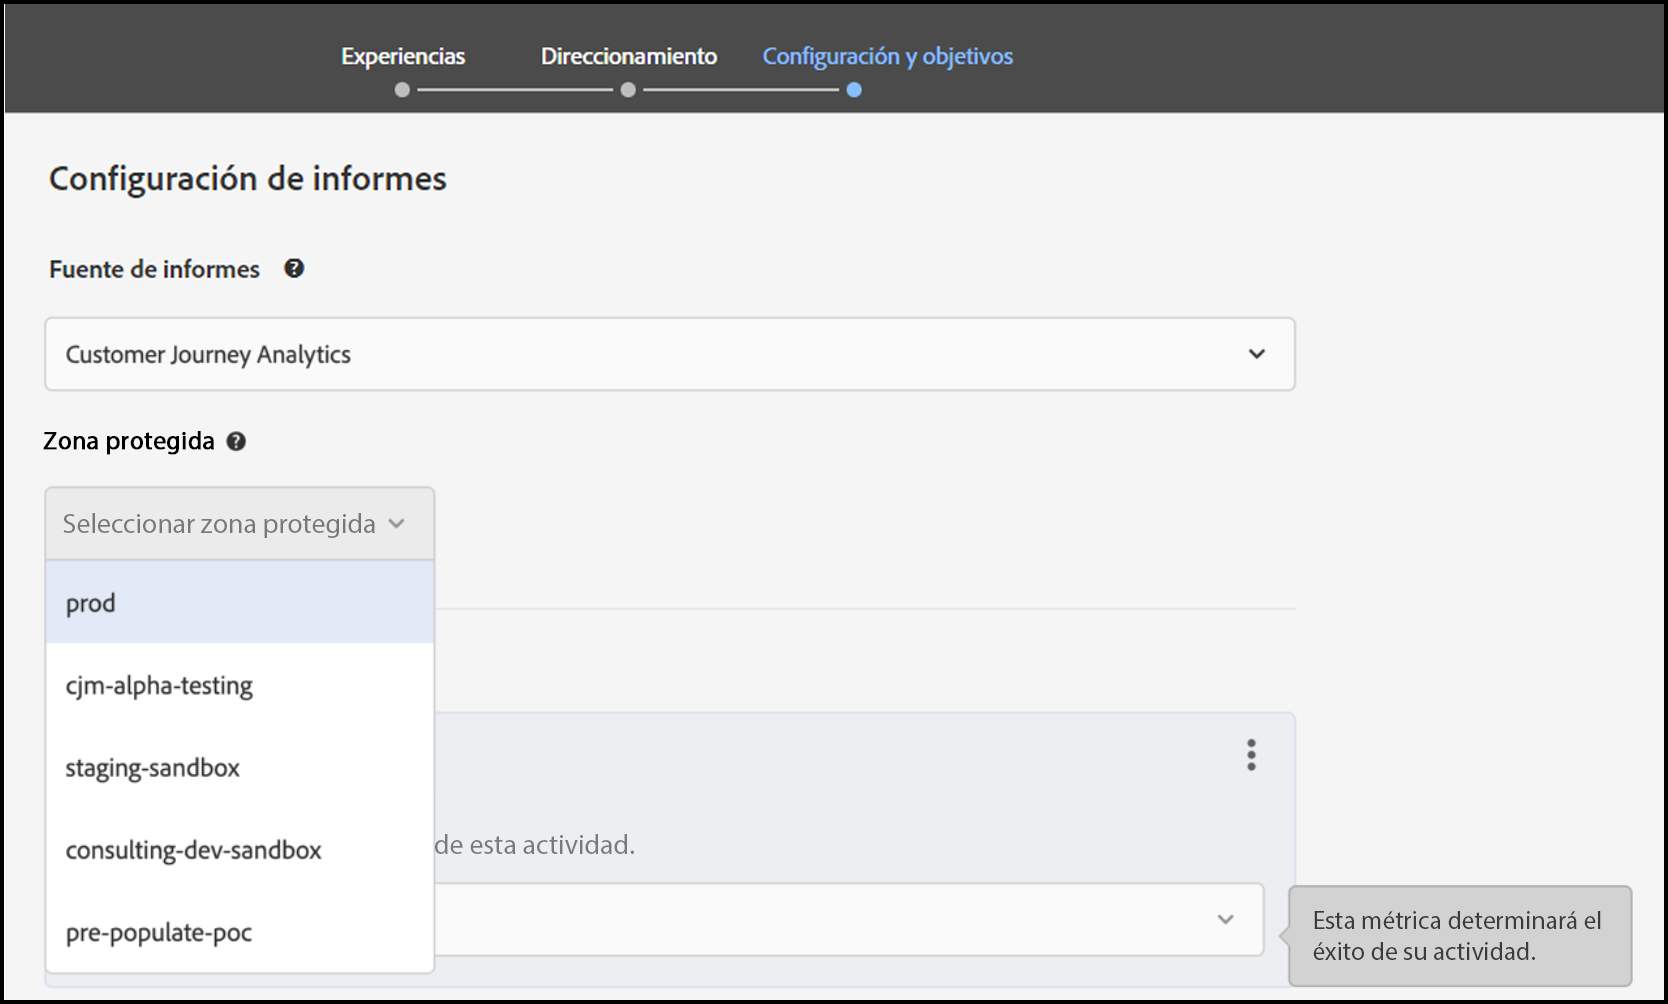 Experiencias
Direccionamiento
Configuración y objetivos
Configuración de informes
Fuente de informes
Customer Journey Analytics
Zona protegida
Seleccionar zona protegida
prod
cjm-alpha-testing
staging-sandbox
consulting-dev-sandbox
de esta actividad.
pre-populate-poc
Esta métrica determinará el
éxito de su actividad.